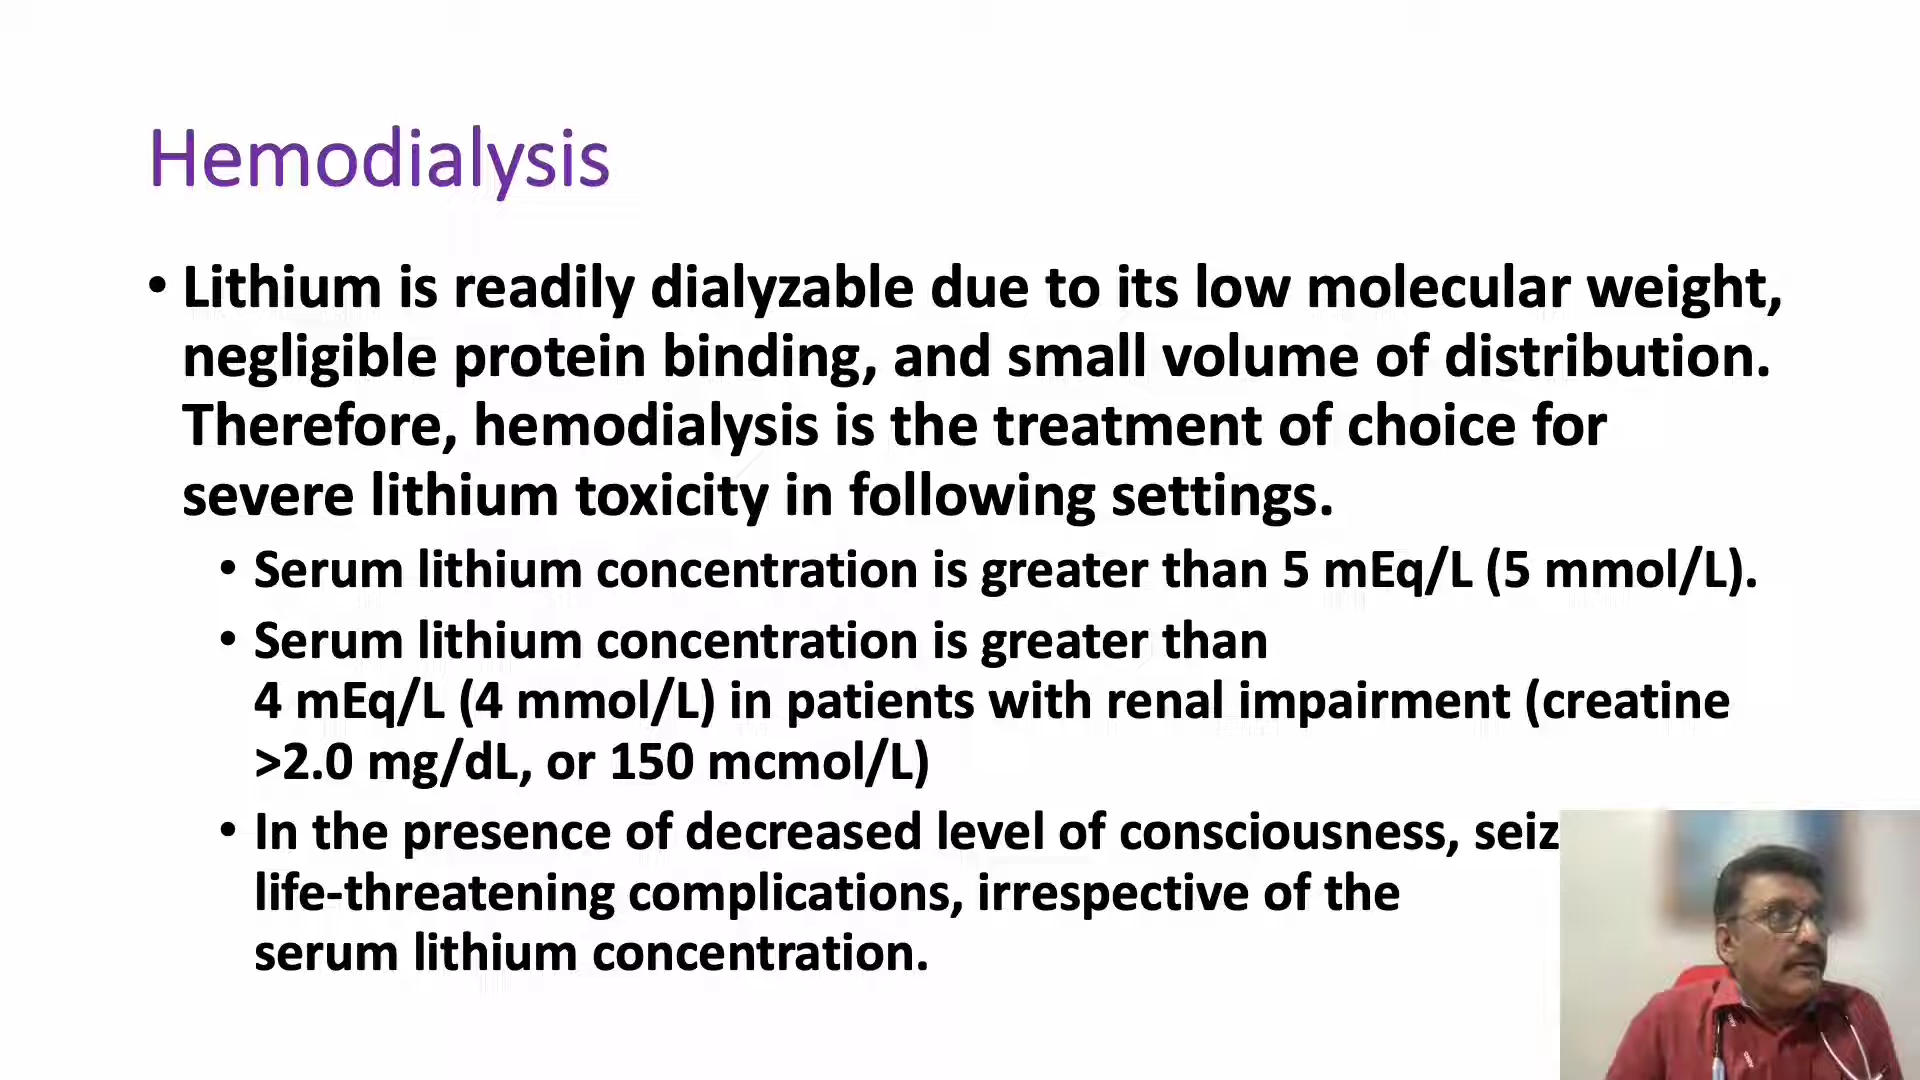 Hemodialysis
• Lithium is readily dialyzable due to its low molecular weight,
negligible protein binding, and small volume of distribution.
Therefore, hemodialysis is the treatment of choice for
severe lithium toxicity in following settings.
• Serum lithium concentration is greater than 5 mEq/L (5 mmol/L).
• Serum lithium concentration is greater than
4 mEq/L (4 mmol/L) in patients with renal impairment (creatine
>2.0 mg/dL, or 150 mcmol/L)
• In the presence of decreased level of consciousness, seiz
life-threatening complications, irrespective of the
serum lithium concentration.